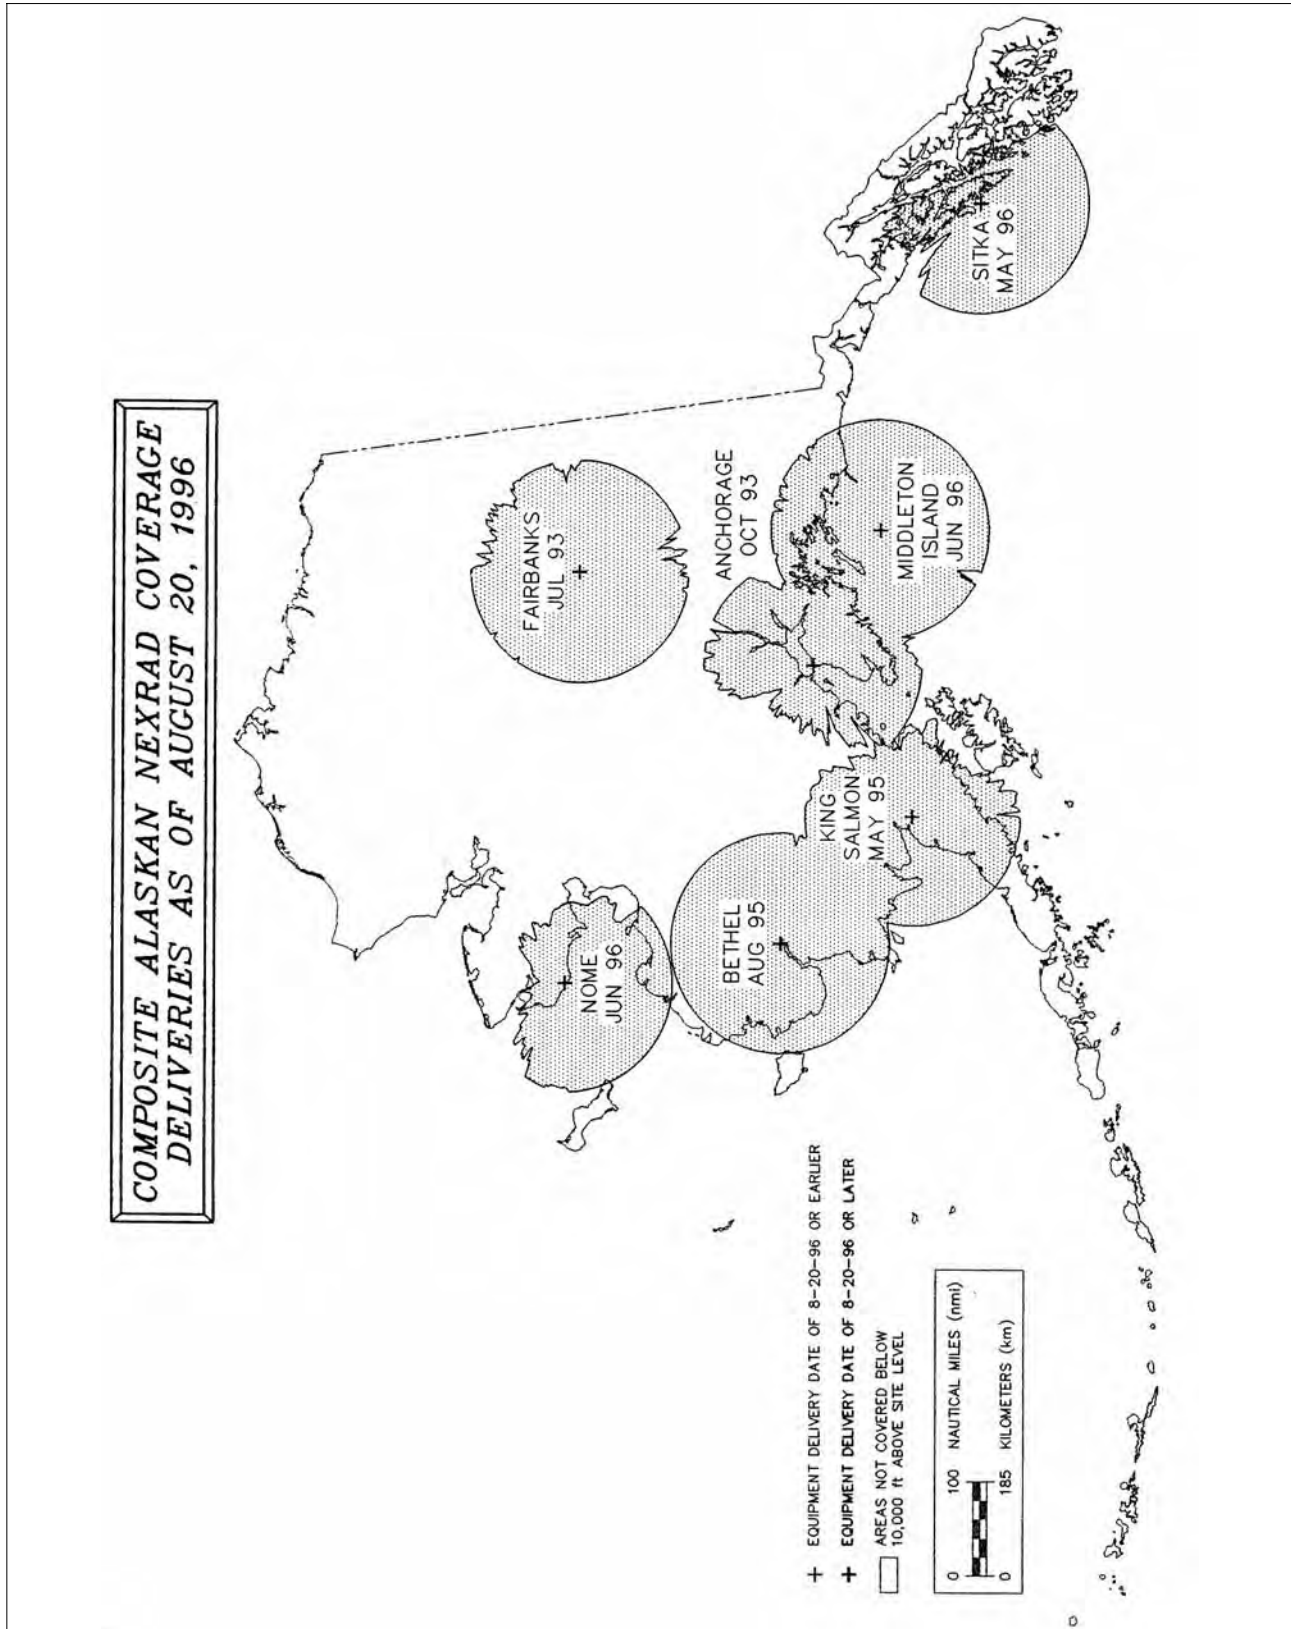 COMPOSITE ALASKAN NEXRAD COVERAGE
DELIVERIES AS OF AUGUST 20, 1996
FAIRBANKS
JUL 93
ANCHORAGE
OCT 93
MIDDLETON
ISLAND
JUN 96
SITKA
MAY 96
KING
SALMON
MAY 95
BETHEL
AUG 95
NOME
JUN 96
EQUIPMENT DELIVERY DATE OF 8-20-96 OR EARLIER
EQUIPMENT DELIVERY DATE OF 8-20-96 OR LATER
AREAS NOT COVERED BELOW
10,000 ft ABOVE SITE LEVEL
0 100 NAUTICAL MILES (nmi)
0 185 KILOMETERS (km)